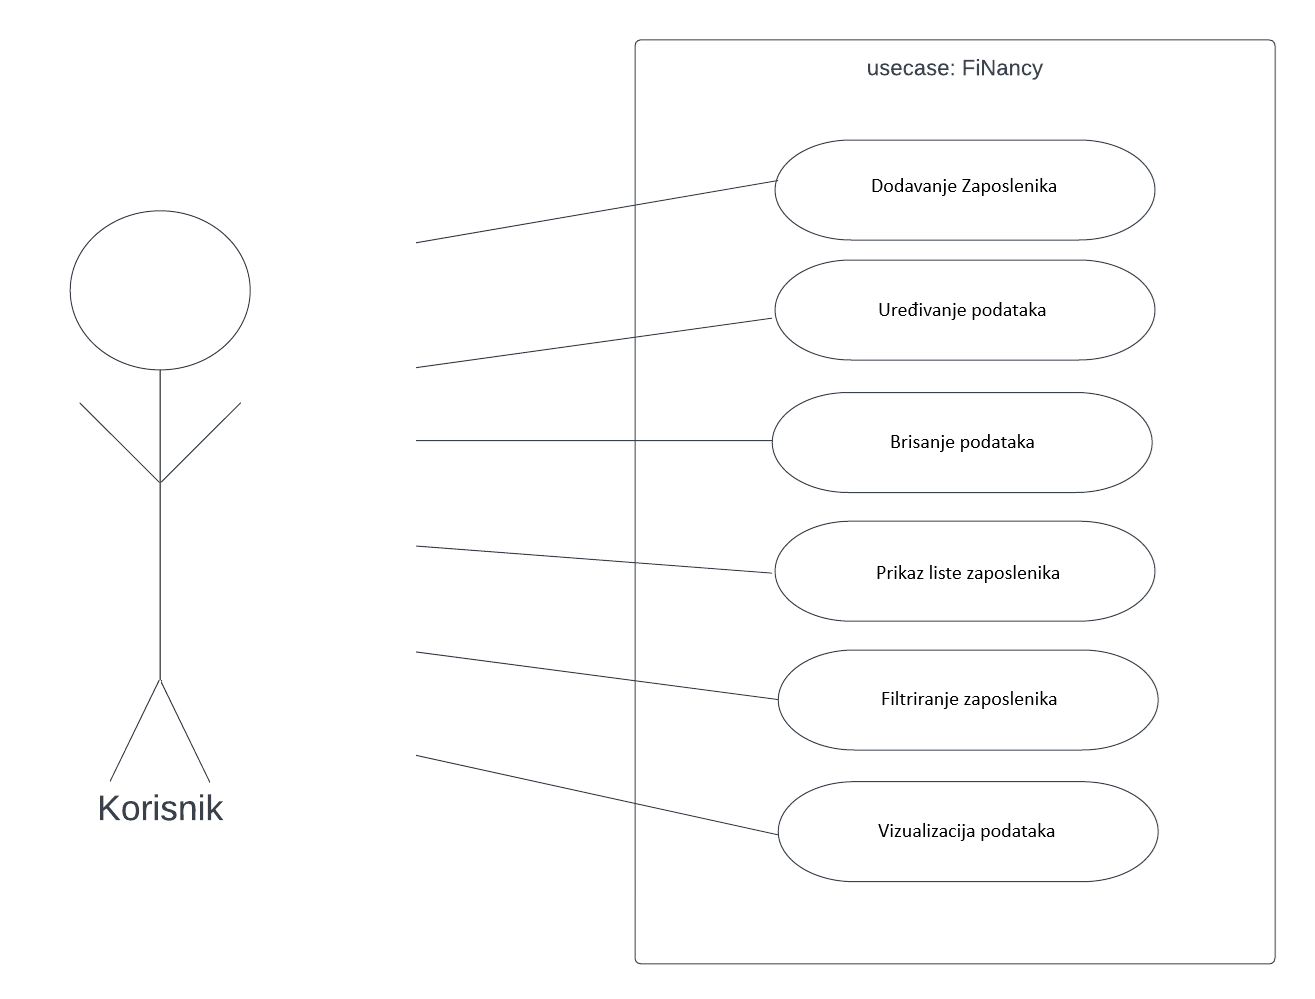 usecase: FiNancy
Dodavanje Zaposlenika
Uređivanje podataka
Brisanje podataka
Prikaz liste zaposlenika
Filtriranje zaposlenika
Vizualizacija podataka
Korisnik